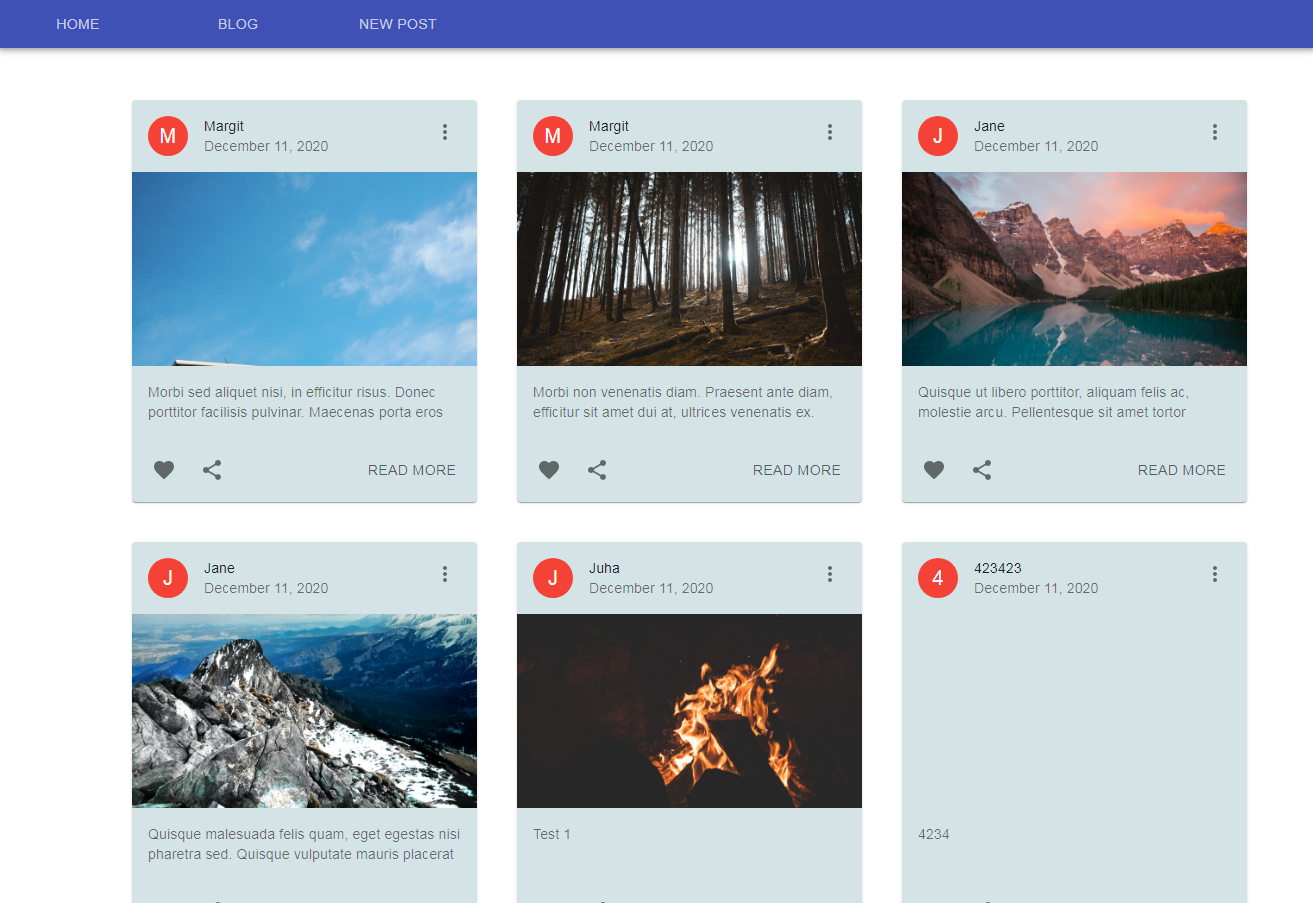 HOME BLOG NEW POST
M
Margit
December 11, 2020
Morbi sed aliquet nisi, in efficitur risus. Donec
porttitor facilisis pulvinar. Maecenas porta eros
READ MORE
M
Margit
December 11, 2020
Morbi non venenatis diam. Praesent ante diam,
efficitur sit amet dui at, ultrices venenatis ex.
READ MORE
J
Jane
December 11, 2020
Quisque ut libero porttitor, aliquam felis ac,
molestie arcu. Pellentesque sit amet tortor
READ MORE
J
Jane
December 11, 2020
Quisque malesuada felis quam, eget egestas nisi
pharetra sed. Quisque vulputate mauris placerat
J
Juha
December 11, 2020
Test 1
4
423423
December 11, 2020
4234